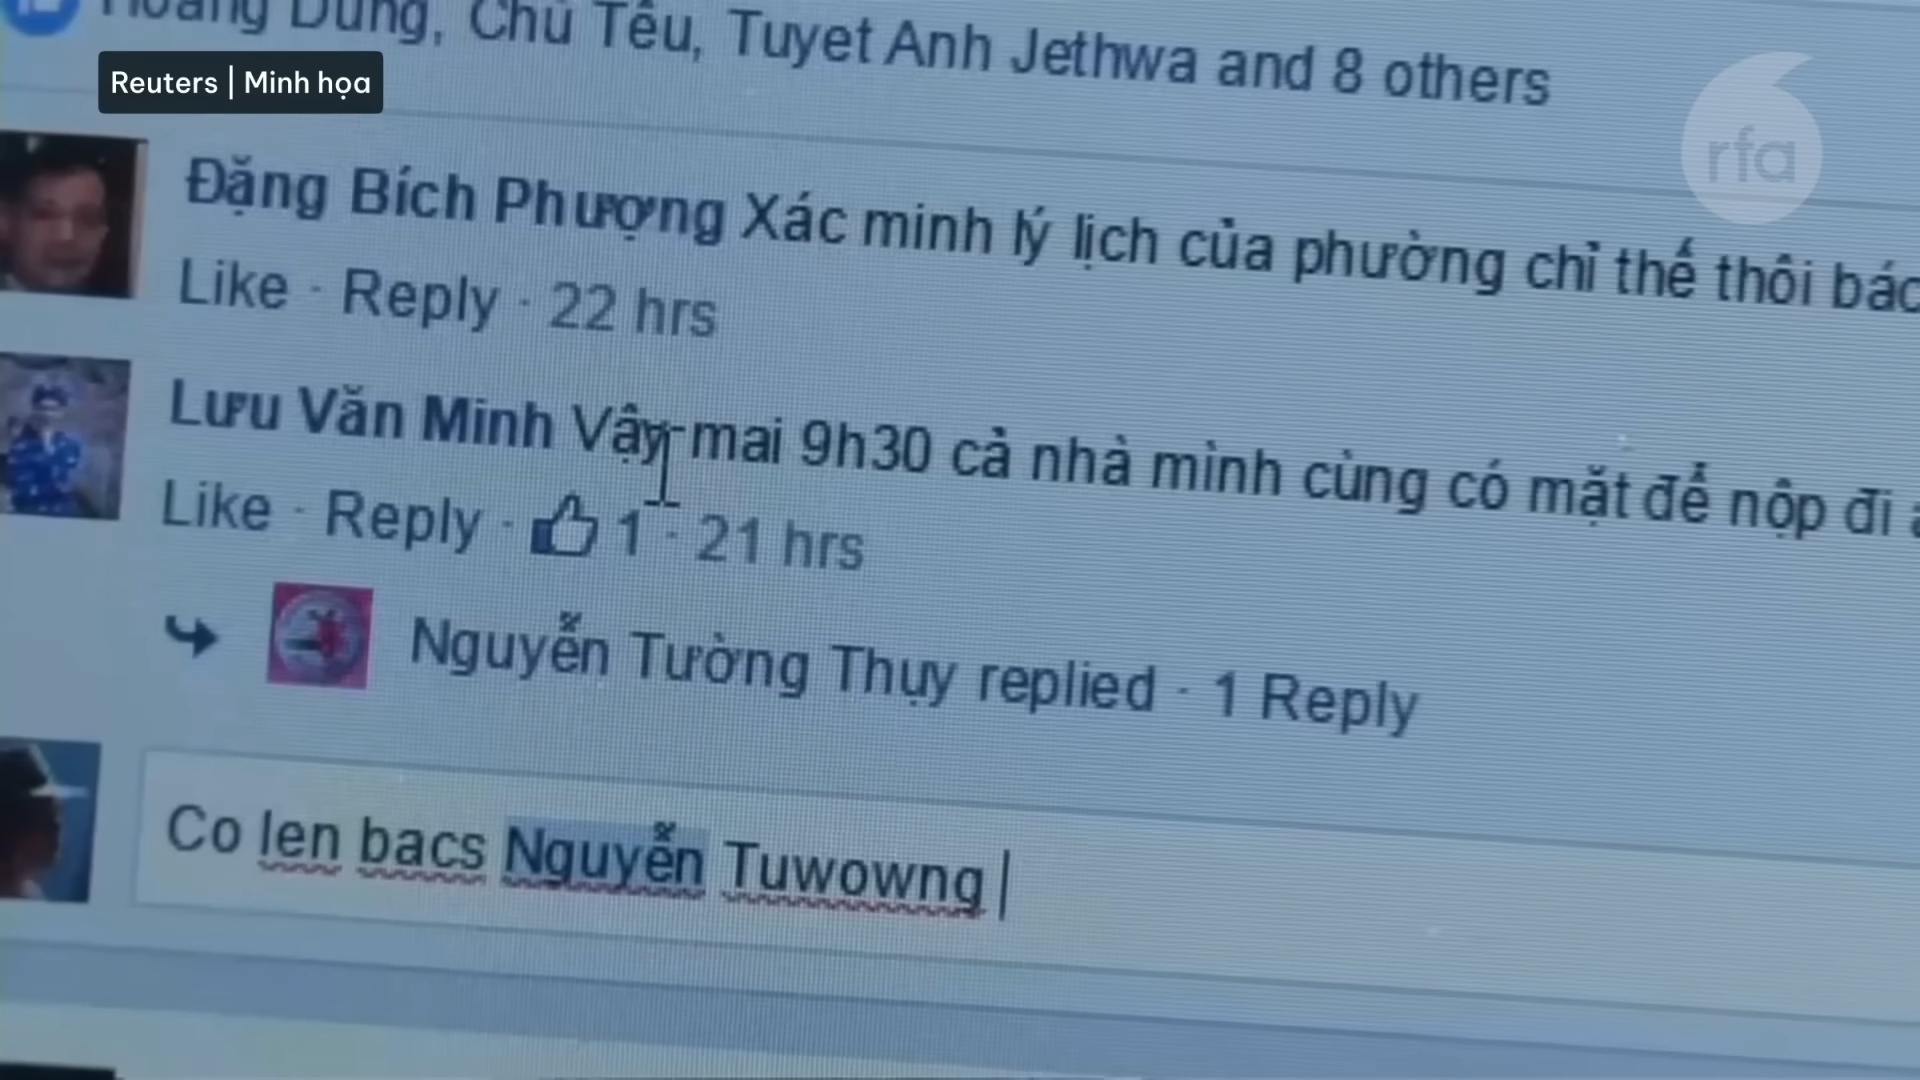 Hoang Dung, Chú Tễu, Tuyet Anh Jethwa and 8 others
Reuters | Minh họa
rfa
Đặng Bích Phượng Xác minh lý lịch của phường chỉ thế thôi bác
Like · Reply · 22 hrs
Lưu Văn Minh Vậy mai 9h30 cả nhà mình cùng có mặt để nộp đi
Like · Reply · 1 · 21 hrs
Nguyễn Tường Thụy replied · 1 Reply
Co len bacs Nguyễn Tuwowng